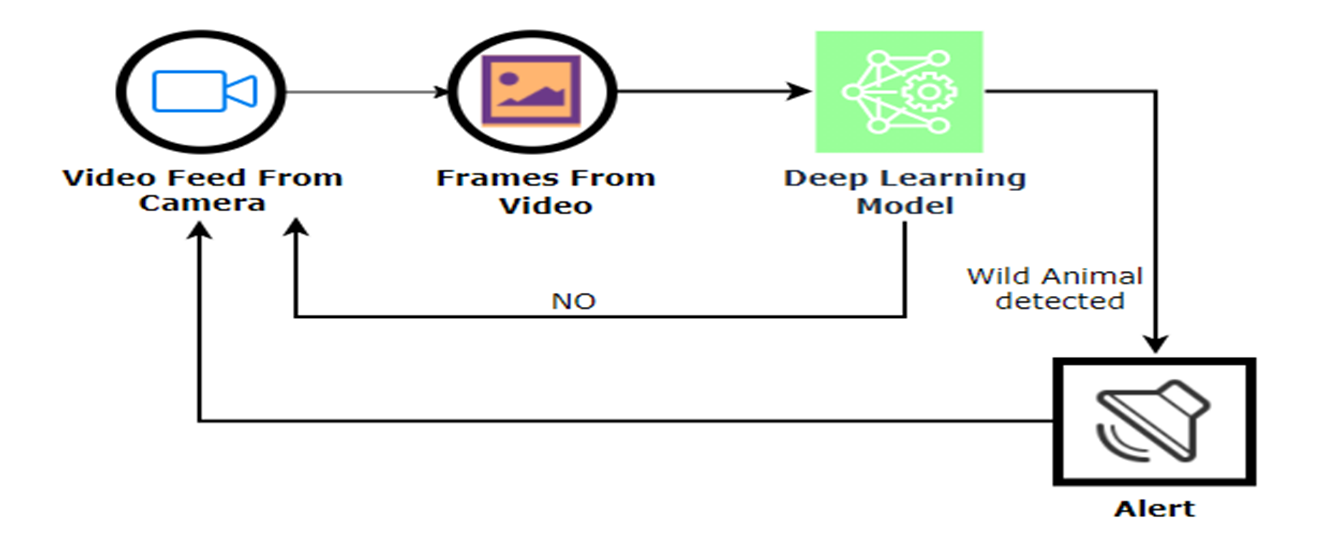 Video Feed From
Camera
Frames From
Video
Deep Learning
Model
Wild Animal
detected
NO
Alert